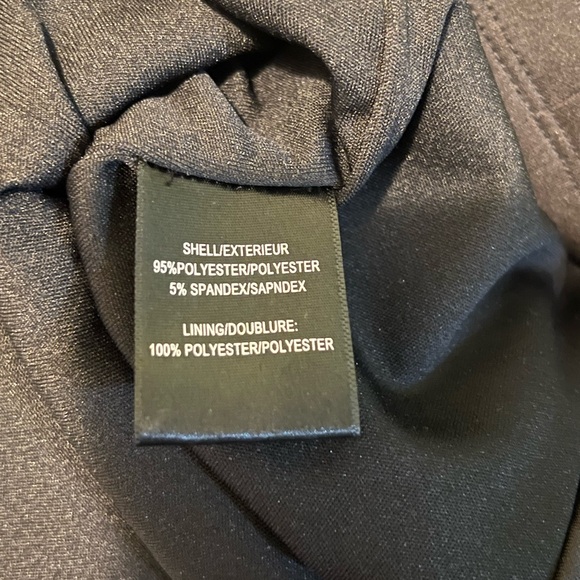 SHELL/EXTERIEUR
95%POLYESTER/POLYESTER
5% SPANDEX/SAPNDEX
LINING/DOUBLURE:
100% POLYESTER/POLYESTER